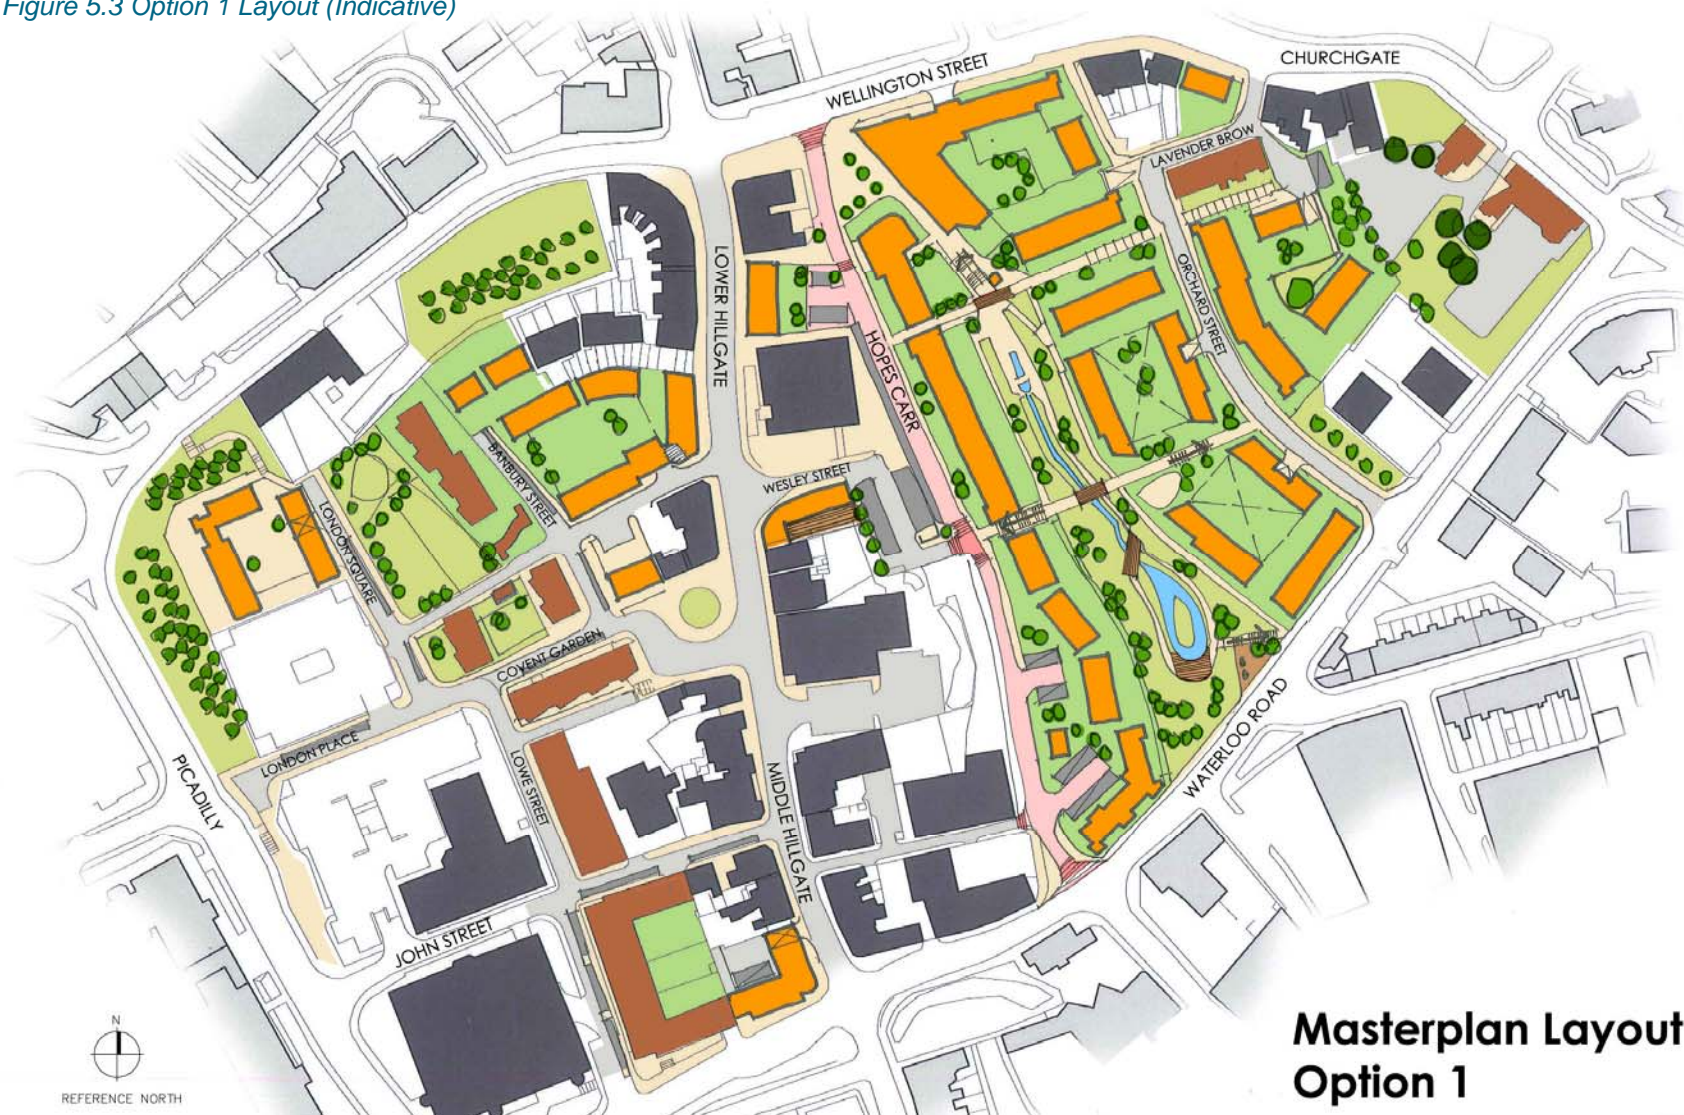 Figure 5.3 Option 1 Layout (Indicative)
WELLINGTON STREET
CHURCHGATE
LAVENDER BROW
LOWER HILLGATE
ORCHARD STREET
HOPES CARR
BANBURY STREET
WESLEY STREET
LONDON SQUARE
COVENT GARDEN
LONDON PLACE
PICADILLY
LOWE STREET
MIDDLE HILLGATE
WATERLOO ROAD
JOHN STREET
N
REFERENCE NORTH
Masterplan Layout
Option 1